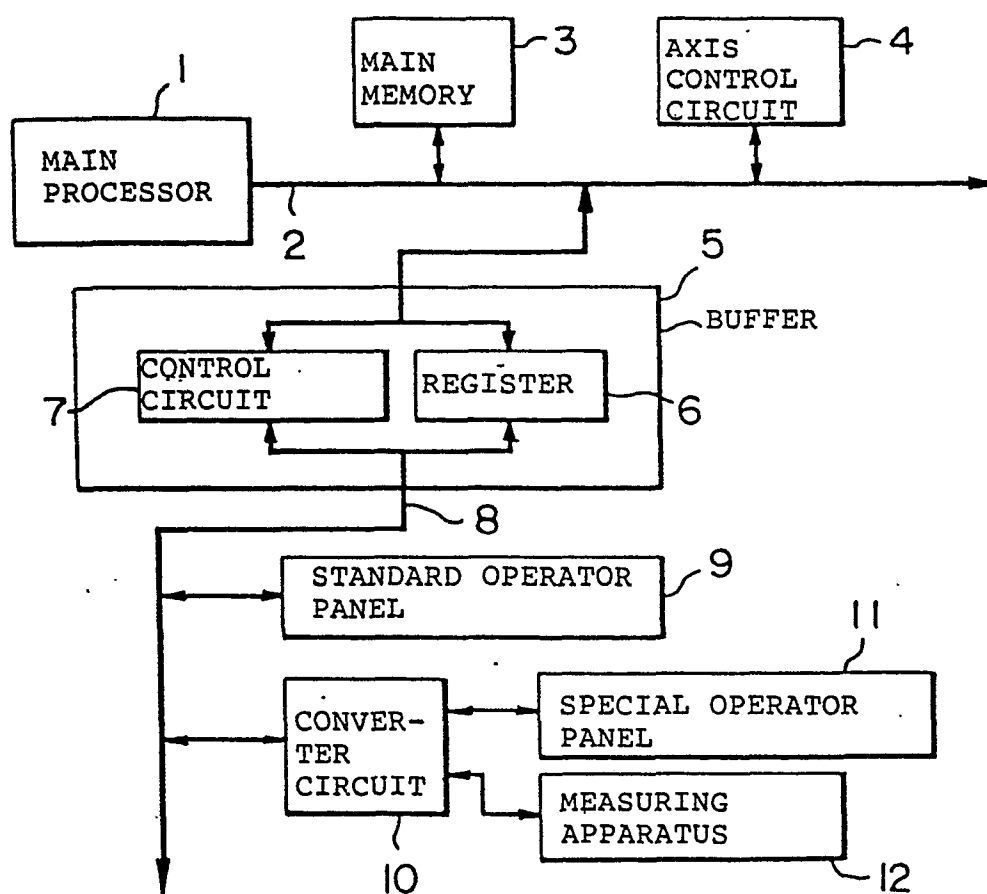 1
MAIN
PROCESSOR
2
MAIN
MEMORY
3
AXIS
CONTROL
CIRCUIT
4
5
BUFFER
CONTROL
CIRCUIT
7
REGISTER
6
8
STANDARD OPERATOR
PANEL
9
CONVER-
TER
CIRCUIT
10
11
SPECIAL OPERATOR
PANEL
MEASURING
APPARATUS
12